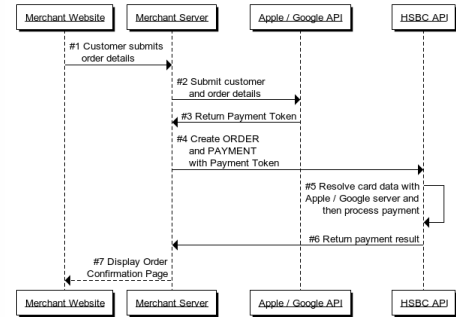 Merchant Website
Merchant Server
Apple / Google API
HSBC API
#1 Customer submits
order details
#2 Submit customer
and order details
#3 Return Payment Token
#4 Create ORDER
and PAYMENT
with Payment Token
#5 Resolve card data with
Apple / Google server and
then process payment
#6 Return payment result
#7 Display Order
Confirmation Page
Merchant Website
Merchant Server
Apple / Google API
HSBC API